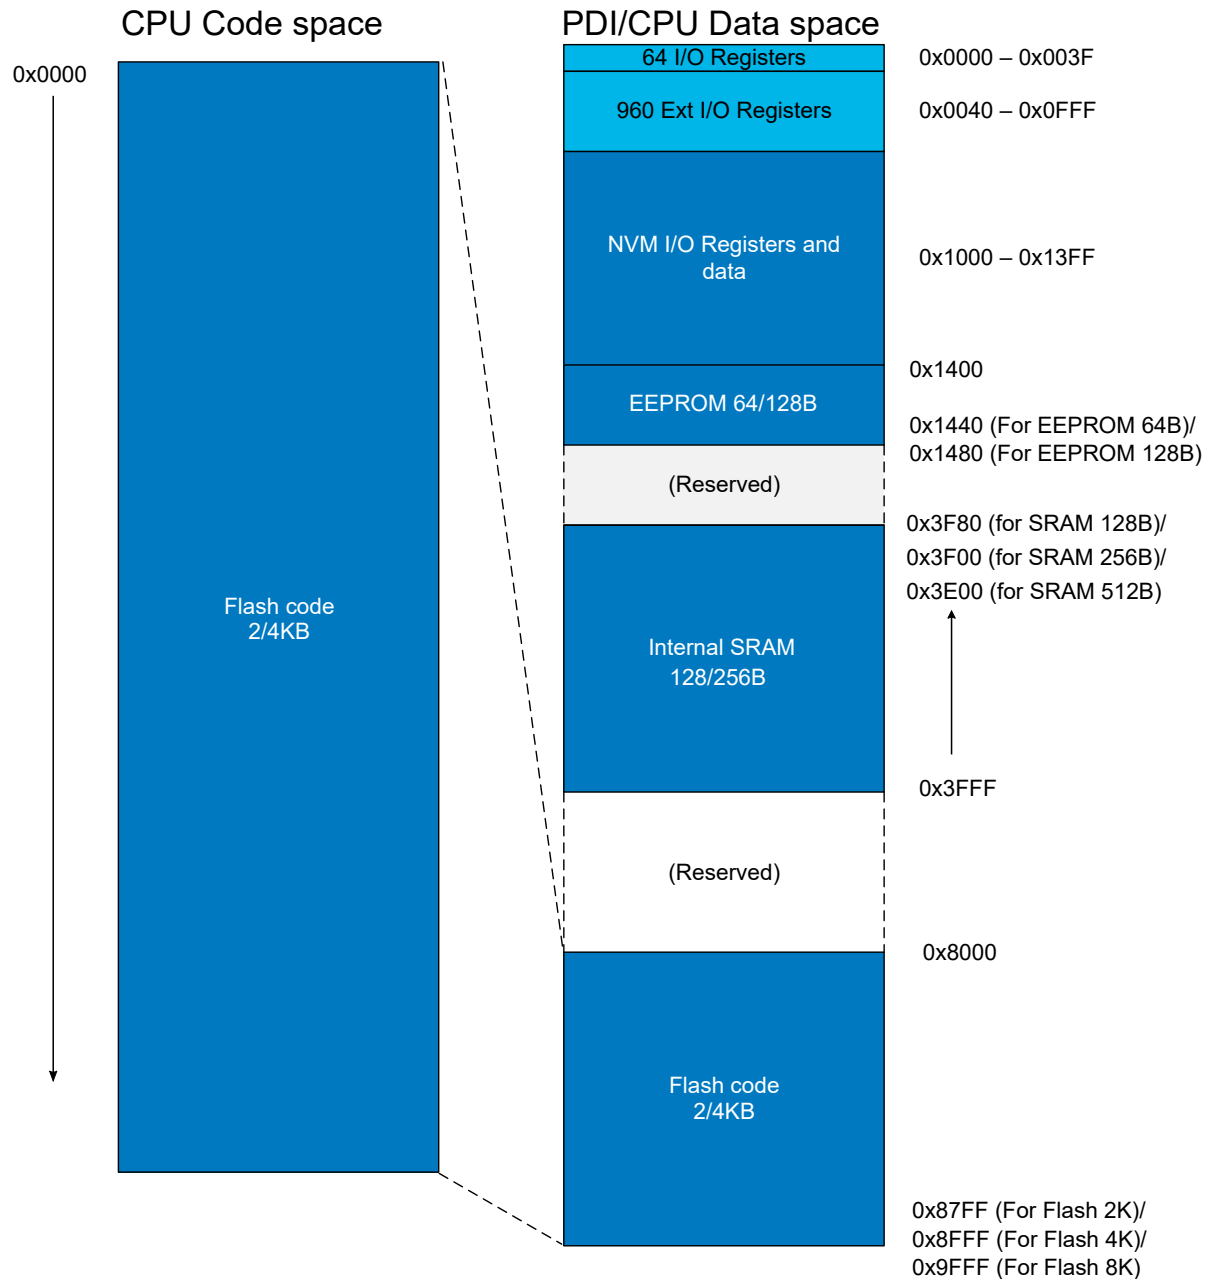 CPU Code space
PDI/CPU Data space
0x0000
64 I/O Registers
0x0000 – 0x003F
960 Ext I/O Registers
0x0040 – 0x0FFF
NVM I/O Registers and
data
0x1000 – 0x13FF
0x1400
EEPROM 64/128B
0x1440 (For EEPROM 64B)/
0x1480 (For EEPROM 128B)
(Reserved)
0x3F80 (for SRAM 128B)/
0x3F00 (for SRAM 256B)/
0x3E00 (for SRAM 512B)
Flash code
2/4KB
Internal SRAM
128/256B
0x3FFF
(Reserved)
0x8000
Flash code
2/4KB
0x87FF (For Flash 2K)/
0x8FFF (For Flash 4K)/
0x9FFF (For Flash 8K)